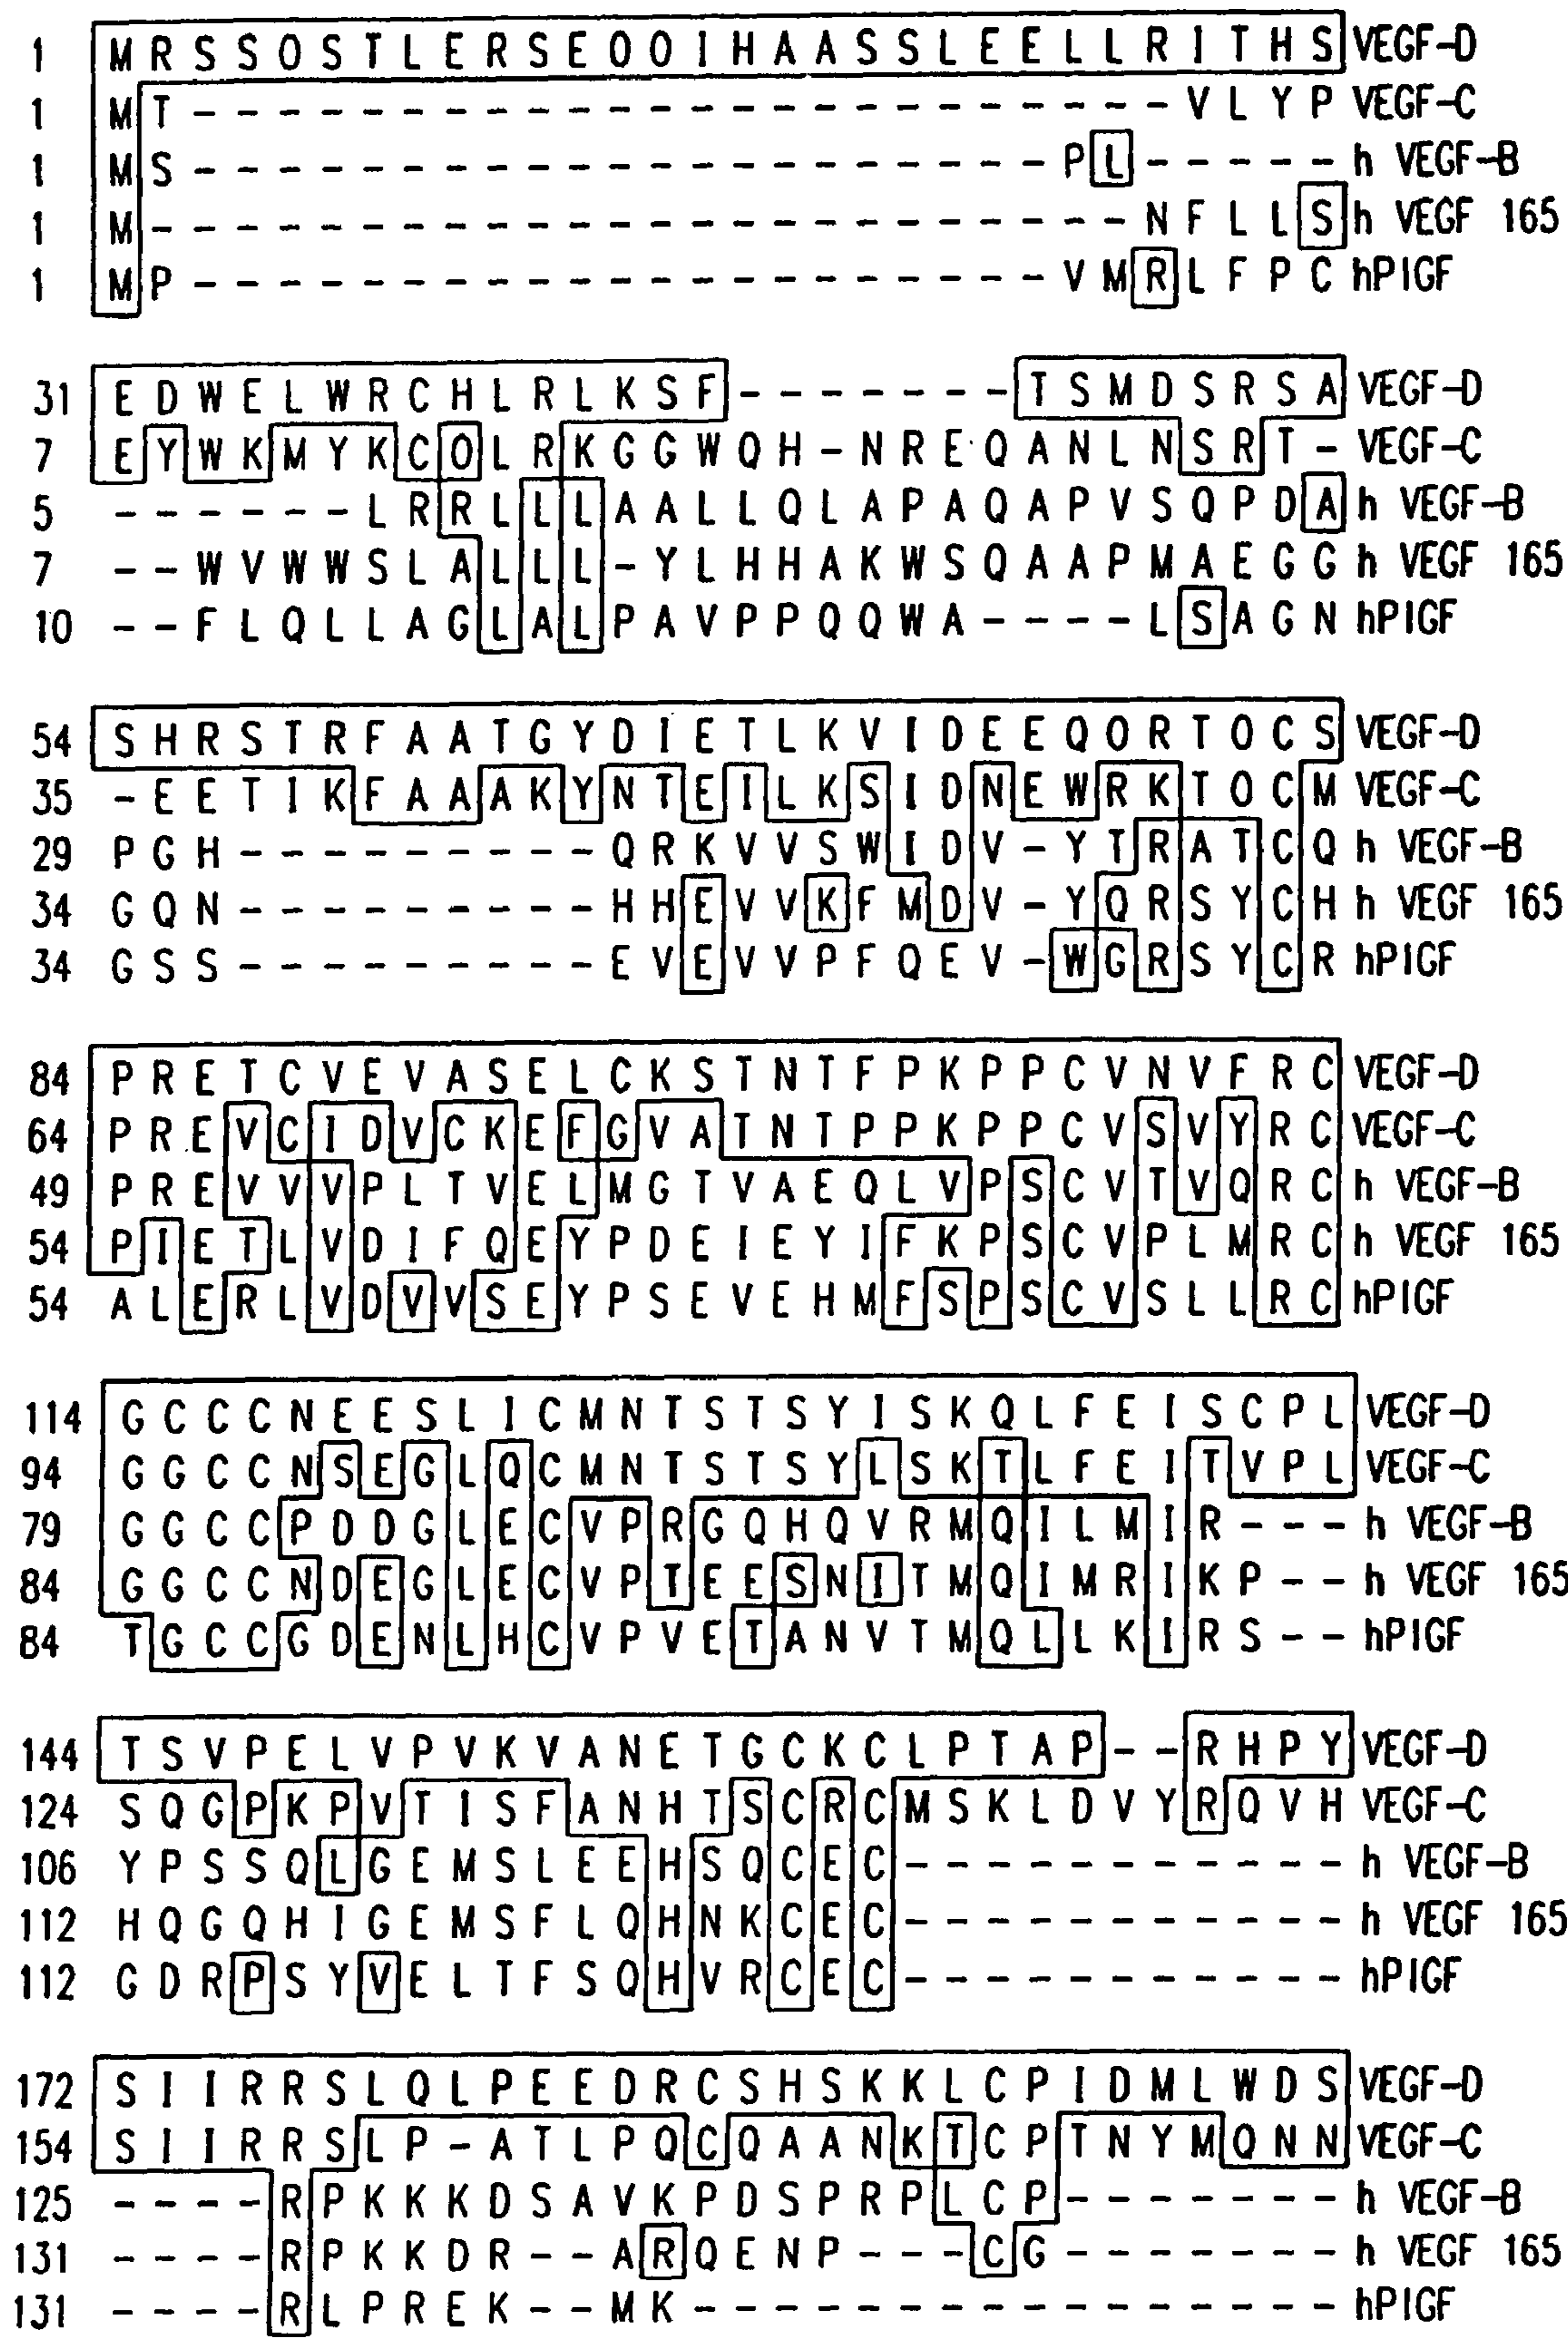 1 M R S S O S T L E R S E O O I H A A S S L E E L L R I T H S VEGF-D
1 M T - - - - - - - - - - - - - - - - - - - - - - - - V L Y P VEGF-C
1 M S - - - - - - - - - - - - - - - - - - - - - P L - - - - - h VEGF-B
1 M - - - - - - - - - - - - - - - - - - - - - - - - N F L L S h VEGF 165
1 M P - - - - - - - - - - - - - - - - - - - - - V M R L F P C hPIGF
31 E D W E L W R C H L R L K S F - - - - - - - T S M D S R S A VEGF-D
7 E Y W K M Y K C O L R K G G W Q H - N R E Q A N L N S R T - VEGF-C
5 - - - - - - L R R L L L A A L L Q L A P A Q A P V S Q P D A h VEGF-B
7 - - W V W W S L A L L L - Y L H H A K W S Q A A P M A E G G h VEGF 165
10 - - F L Q L L A G L A L P A V P P Q Q W A - - - - L S A G N hPIGF
54 S H R S T R F A A T G Y D I E T L K V I D E E Q O R T O C S VEGF-D
35 - E E T I K F A A A K Y N T E I L K S I D N E W R K T O C M VEGF-C
29 P G H - - - - - - - - - Q R K V V S W I D V - Y T R A T C Q h VEGF-B
34 G Q N - - - - - - - - - H H E V V K F M D V - Y Q R S Y C H h VEGF 165
34 G S S - - - - - - - - - E V E V V P F Q E V - W G R S Y C R hPIGF
84 P R E T C V E V A S E L C K S T N T F P K P P C V N V F R C VEGF-D
64 P R E V C I D V C K E F G V A T N T P P K P P C V S V Y R C VEGF-C
49 P R E V V V P L T V E L M G T V A E Q L V P S C V T V Q R C h VEGF-B
54 P I E T L V D I F Q E Y P D E I E Y I F K P S C V P L M R C h VEGF 165
54 A L E R L V D V V S E Y P S E V E H M F S P S C V S L L R C hPIGF
114 G C C C N E E S L I C M N T S T S Y I S K Q L F E I S C P L VEGF-D
94 G G C C N S E G L Q C M N T S T S Y L S K T L F E I T V P L VEGF-C
79 G G C C P D D G L E C V P R G Q H Q V R M Q I L M I R - - - h VEGF-B
84 G G C C N D E G L E C V P T E E S N I T M Q I M R I K P - - h VEGF 165
84 T G C C G D E N L H C V P V E T A N V T M Q L L K I R S - - hPIGF
144 T S V P E L V P V K V A N E T G C K C L P T A P - - R H P Y VEGF-D
124 S Q G P K P V T I S F A N H T S C R C M S K L D V Y R Q V H VEGF-C
106 Y P S S Q L G E M S L E E H S Q C E C - - - - - - - - - - - h VEGF-B
112 H Q G Q H I G E M S F L Q H N K C E C - - - - - - - - - - - h VEGF 165
112 G D R P S Y V E L T F S Q H V R C E C - - - - - - - - - - - hPIGF
172 S I I R R S L Q L P E E D R C S H S K K L C P I D M L W D S VEGF-D
154 S I I R R S L P - A T L P Q C Q A A N K T C P T N Y M Q N N VEGF-C
125 - - - - R P K K K D S A V K P D S P R P L C P - - - - - - - h VEGF-B
131 - - - - R P K K D R - - A R Q E N P - - - C G - - - - - - - h VEGF 165
131 - - - - R L P R E K - - M K - - - - - - - - - - - - - - - - hPIGF